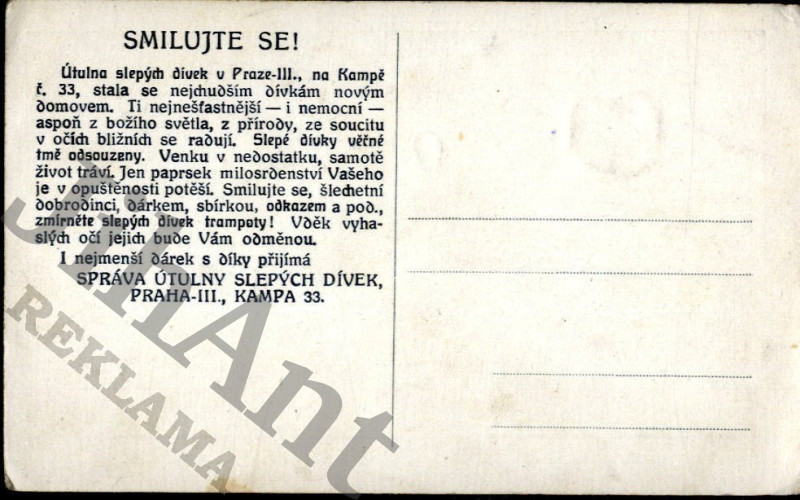 SMILUJTE SE!
Útulna slepých dívek v Praze-III., na Kampě
č. 33, stala se nejchudším dívkám novým
domovem. Ti nejnešťastnější — i nemocní —
aspoň z božího světla, z přírody, ze soucitu
v očích bližních se radují. Slepé dívky věčné
tmě odsouzeny. Venku v nedostatku, samotě
život tráví. Jen paprsek milosrdenství Vašeho
je v opuštěnosti potěší. Smilujte se, šlechetní
dobrodinci, dárkem, sbírkou, odkazem a pod.,
zmírněte slepých dívek trampoty! Vděk vyha-
slých očí jejich bude Vám odměnou.
I nejmenší dárek s díky přijímá
SPRÁVA ÚTULNY SLEPÝCH DÍVEK,
PRAHA-III., KAMPA 33.
JiriAnt
REKLAMA